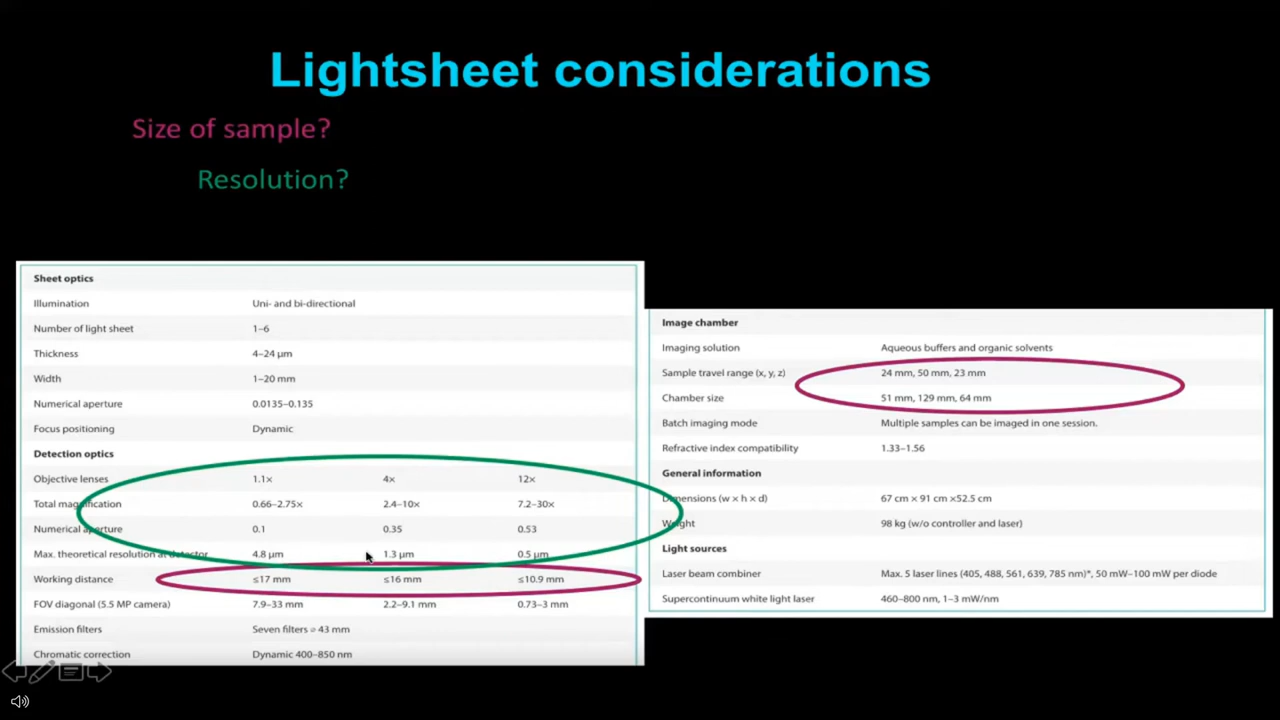 Lightsheet considerations
Size of sample?
Resolution?
Sheet optics
Illumination Uni- and bi-directional
Number of light sheet 1–6
Thickness 4–24 µm
Width 1–20 mm
Numerical aperture 0.0135–0.135
Focus positioning Dynamic
Detection optics
Objective lenses 1.1× 4× 12×
Total magnification 0.66–2.75× 2.4–10× 7.2–30×
Numerical aperture 0.1 0.35 0.53
Max. theoretical resolution at detector 4.8 µm 1.3 µm 0.5 µm
Working distance ≤17 mm ≤16 mm ≤10.9 mm
FOV diagonal (5.5 MP camera) 7.9–33 mm 2.2–9.1 mm 0.73–3 mm
Emission filters Seven filters ⌀ 43 mm
Chromatic correction Dynamic 400–850 nm
Image chamber
Imaging solution Aqueous buffers and organic solvents
Sample travel range (x, y, z) 24 mm, 50 mm, 23 mm
Chamber size 51 mm, 129 mm, 64 mm
Batch imaging mode Multiple samples can be imaged in one session.
Refractive index compatibility 1.33–1.56
General information
Dimensions (w × h × d) 67 cm × 91 cm ×52.5 cm
Weight 98 kg (w/o controller and laser)
Light sources
Laser beam combiner Max. 5 laser lines (405, 488, 561, 639, 785 nm)*, 50 mW–100 mW per diode
Supercontinuum white light laser 460–800 nm, 1–3 mW/nm